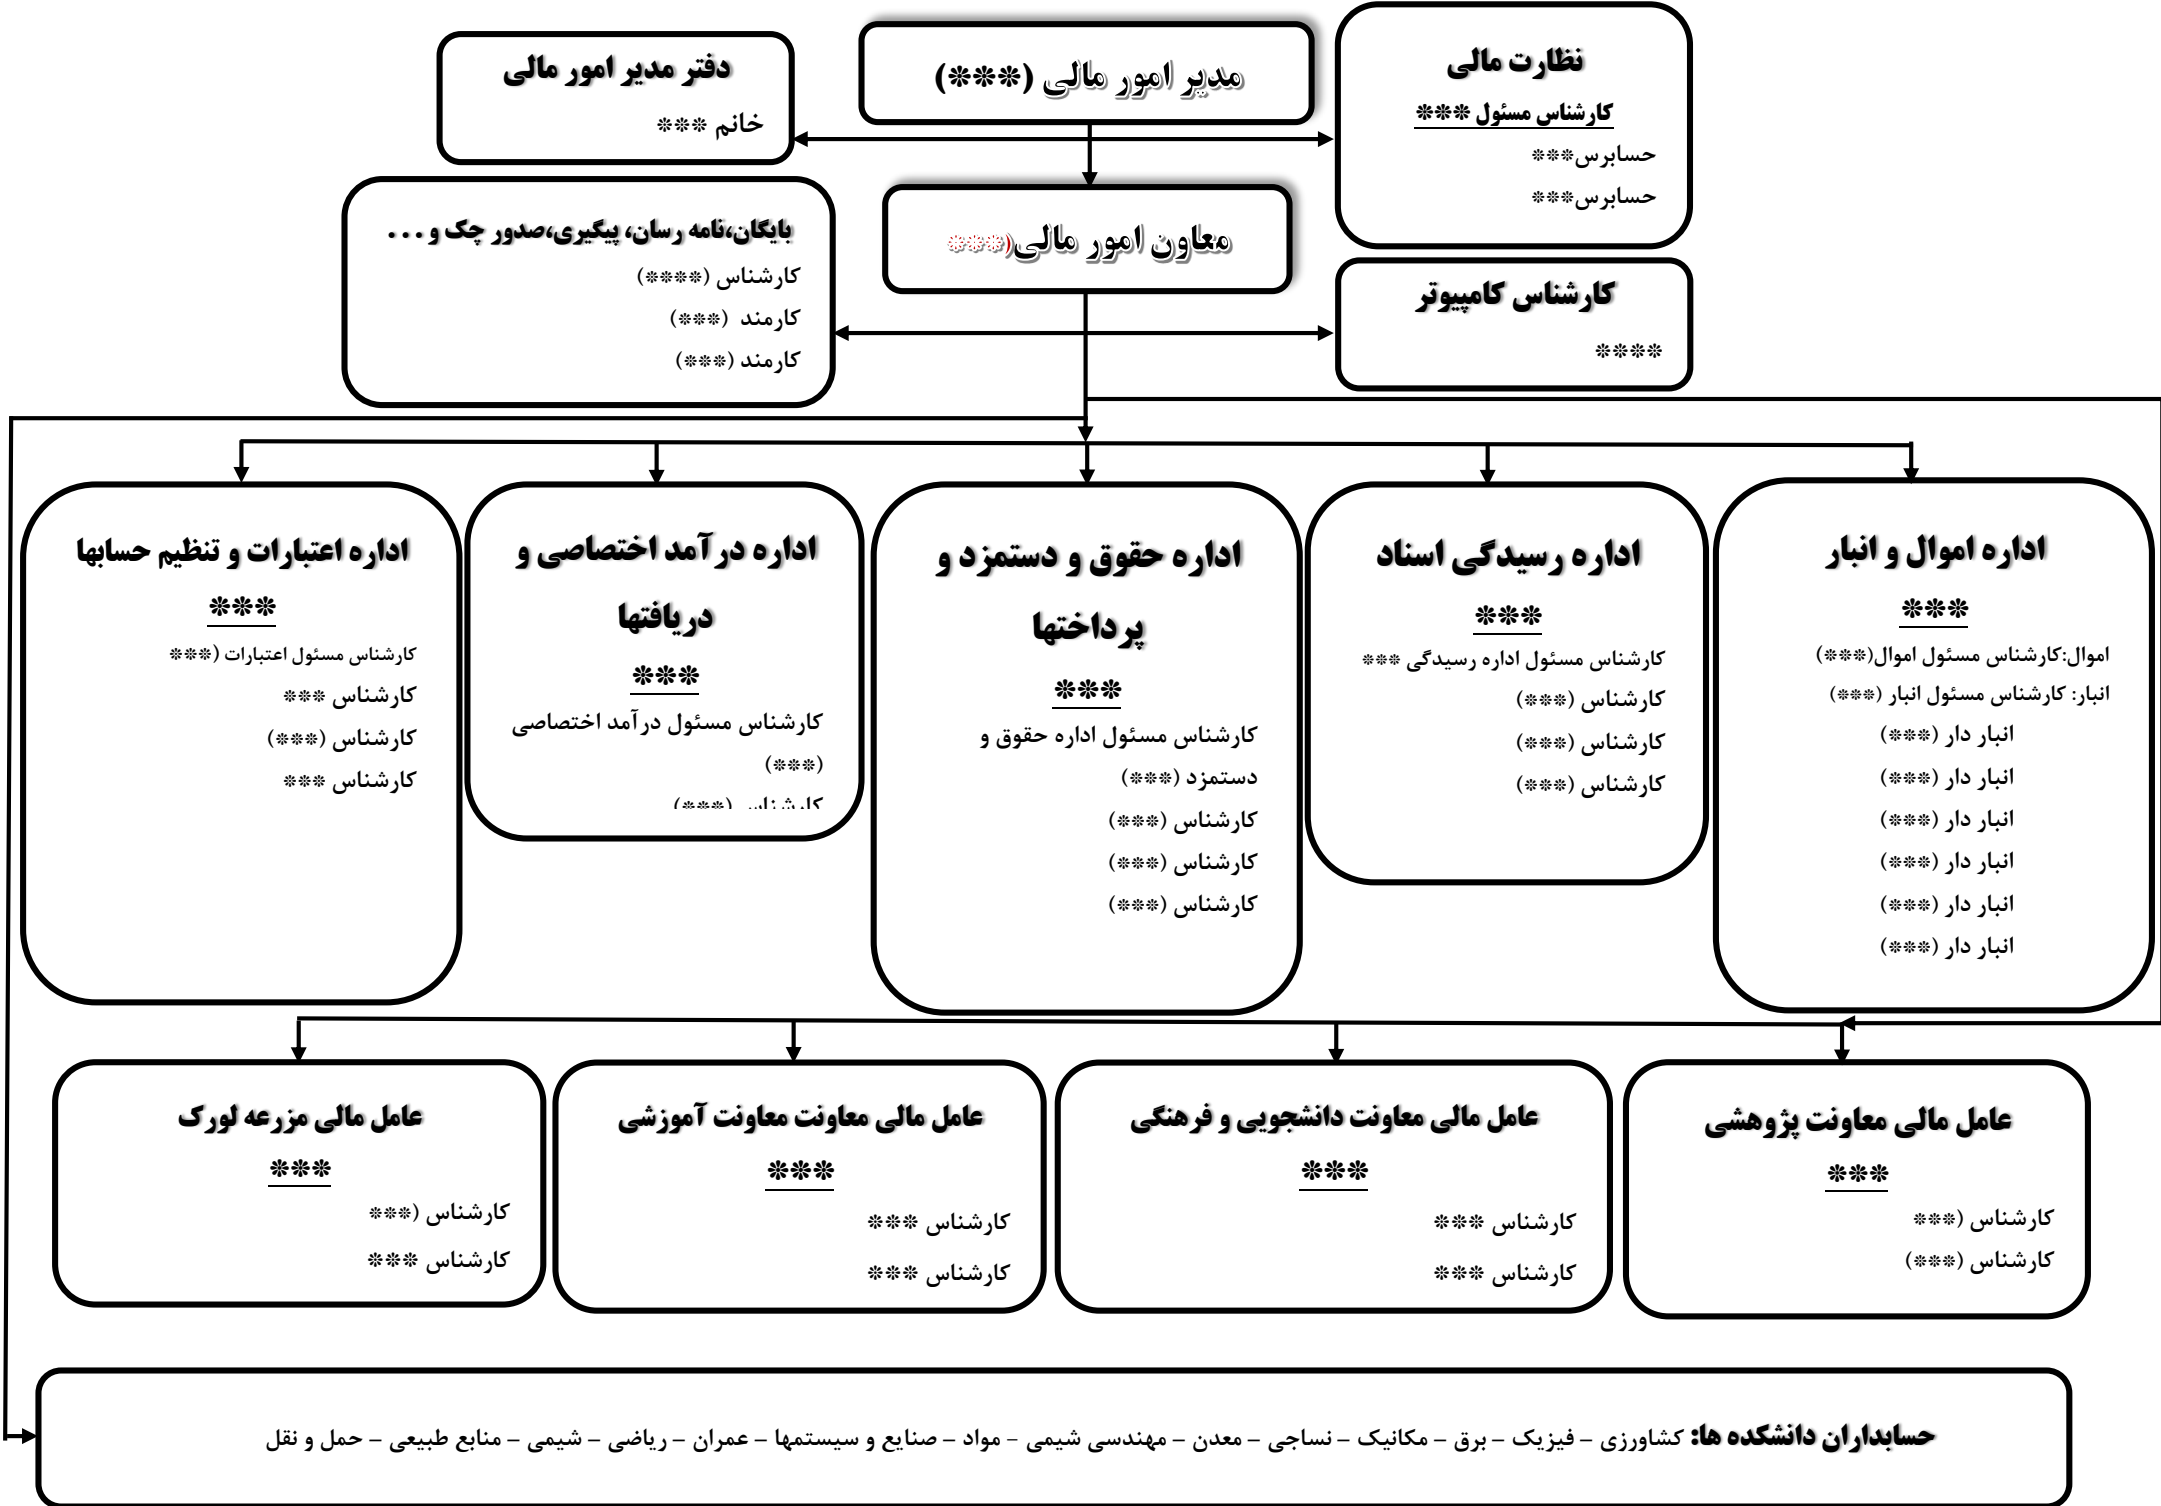 مدیر امور مالی (***)
نظارت مالی
کارشناس مسئول ***
حسابرس***
حسابرس***
دفتر مدیر امور مالی
خانم ***
معاون امور مالی(***
کارشناس کامپیوتر
****
بایگان،نامه رسان، پیگیری،صدور چک و ...
کارشناس (****)
کارمند (***)
کارمند (***)
اداره اموال و انبار
***
اموال:کارشناس مسئول اموال(***)
انبار: کارشناس مسئول انبار (***)
انبار دار (***)
انبار دار (***)
انبار دار (***)
انبار دار (***)
انبار دار (***)
انبار دار (***)
اداره رسیدگی اسناد
***
کارشناس مسئول اداره رسیدگی ***
کارشناس (***)
کارشناس (***)
کارشناس (***)
اداره حقوق و دستمزد و
پرداختها
***
کارشناس مسئول اداره حقوق و
دستمزد (***)
کارشناس (***)
کارشناس (***)
کارشناس (***)
اداره درآمد اختصاصی و
دریافتها
***
کارشناس مسئول درآمد اختصاصی
(***)
کارشناس (***)
اداره اعتبارات و تنظیم حسابها
***
کارشناس مسئول اعتبارات (***
کارشناس ***
کارشناس (***)
کارشناس ***
عامل مالی معاونت پژوهشی
***
کارشناس (***
کارشناس (***)
عامل مالی معاونت دانشجویی و فرهنگی
***
کارشناس ***
کارشناس ***
عامل مالی معاونت معاونت آموزشی
***
کارشناس ***
کارشناس ***
عامل مالی مزرعه لورک
***
کارشناس (***
کارشناس ***
حسابداران دانشکده ها: کشاورزی – فیزیک – برق – مکانیک – نساجی – معدن – مهندسی شیمی – مواد – صنایع و سیستمها – عمران – ریاضی – شیمی – منابع طبیعی – حمل و نقل